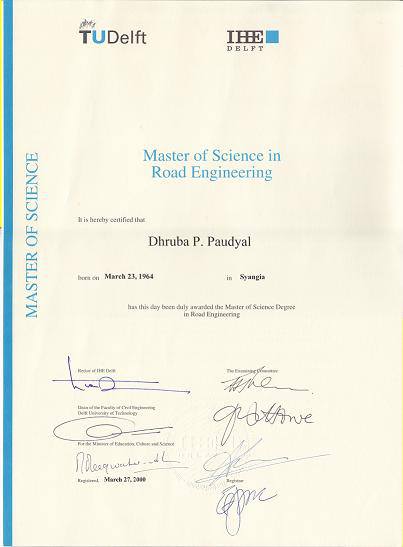 TUDelft
IHE
DELFT
MASTER OF SCIENCE
Master of Science in
Road Engineering
It is hereby certified that
Dhruba P. Paudyal
born on March 23, 1964 in Syangja
has this day been duly awarded the Master of Science Degree
in Road Engineering
Rector of IHE Delft
The Examining Committee
Dean of the Faculty of Civil Engineering
Delft University of Technology
For the Minister of Education, Culture and Science
Registered, March 27, 2000
Registrar